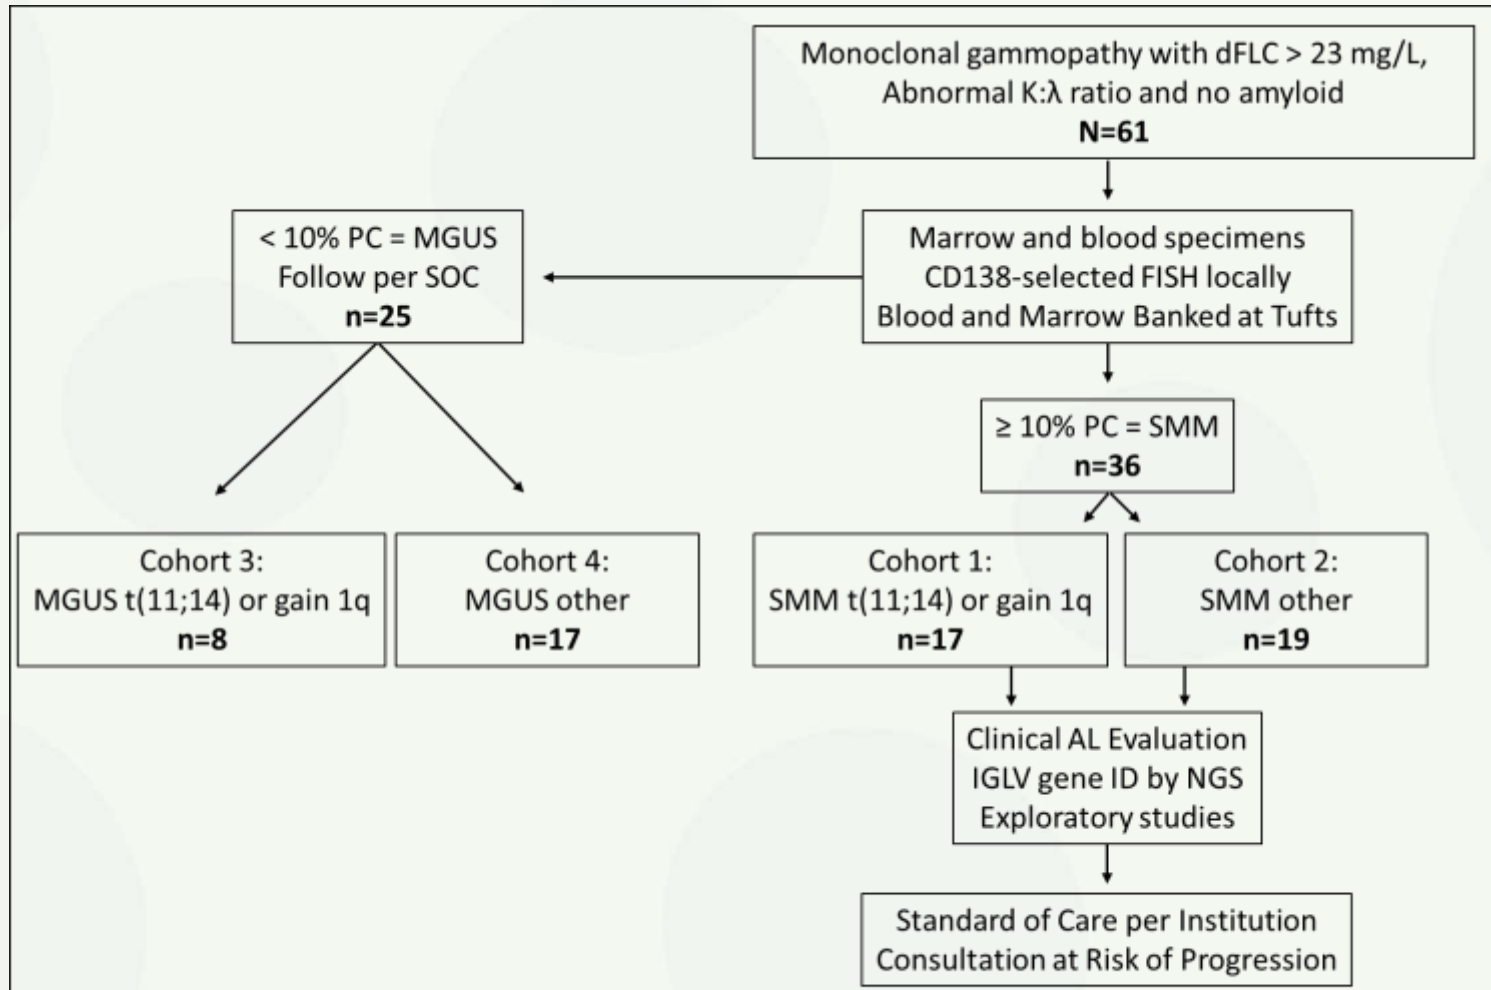 Monoclonal gammopathy with dFLC > 23 mg/L,
Abnormal K:λ ratio and no amyloid
N=61
< 10% PC = MGUS
Follow per SOC
n=25
Marrow and blood specimens
CD138-selected FISH locally
Blood and Marrow Banked at Tufts
≥ 10% PC = SMM
n=36
Cohort 3:
MGUS t(11;14) or gain 1q
n=8
Cohort 4:
MGUS other
n=17
Cohort 1:
SMM t(11;14) or gain 1q
n=17
Cohort 2:
SMM other
n=19
Clinical AL Evaluation
IGLV gene ID by NGS
Exploratory studies
Standard of Care per Institution
Consultation at Risk of Progression